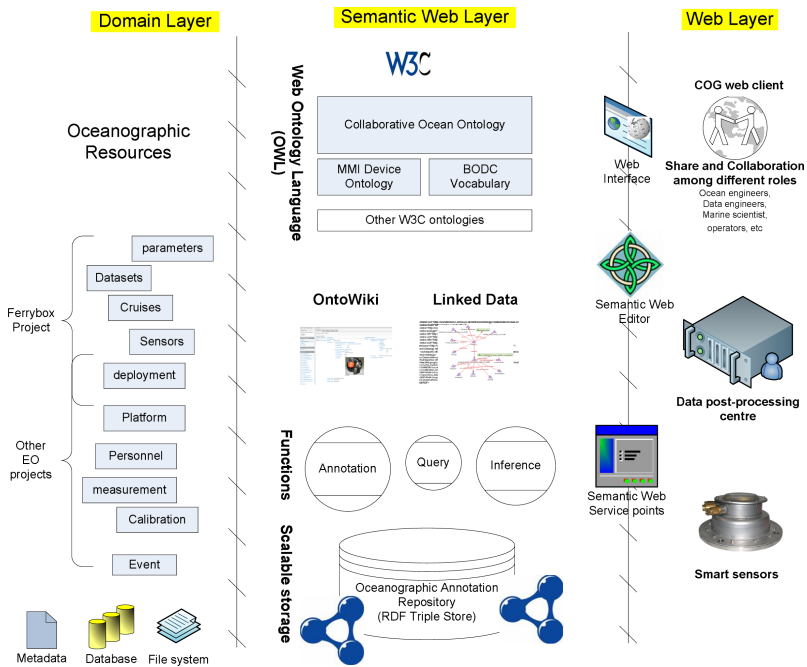 Domain Layer
Semantic Web Layer
Web Layer
Oceanographic
Resources
Ferrybox
Project
Other
EO
projects
parameters
Datasets
Cruises
Sensors
deployment
Platform
Personnel
measurement
Calibration
Event
Metadata
Database
File system
W3C
Web Ontology Language
(OWL)
Collaborative Ocean Ontology
MMI Device
Ontology
BODC
Vocabulary
Other W3C ontologies
OntoWiki
Linked Data
Functions
Annotation
Query
Inference
Scalable storage
Oceanographic Annotation
Repository
(RDF Triple Store)
Web
Interface
Semantic Web
Editor
Semantic Web
Service points
COG web client
Share and Collaboration
among different roles
Ocean engineers,
Data engineers,
Marine scientist,
operators, etc
Data post-processing
centre
Smart sensors